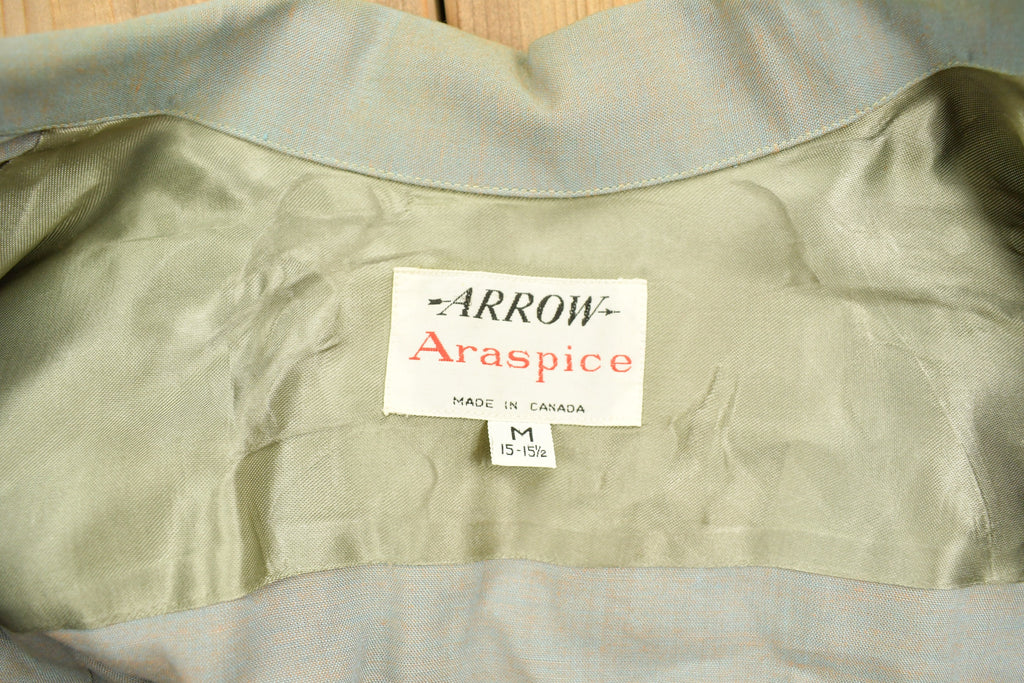 ARROW
Araspice
MADE IN CANADA
M
15-15½